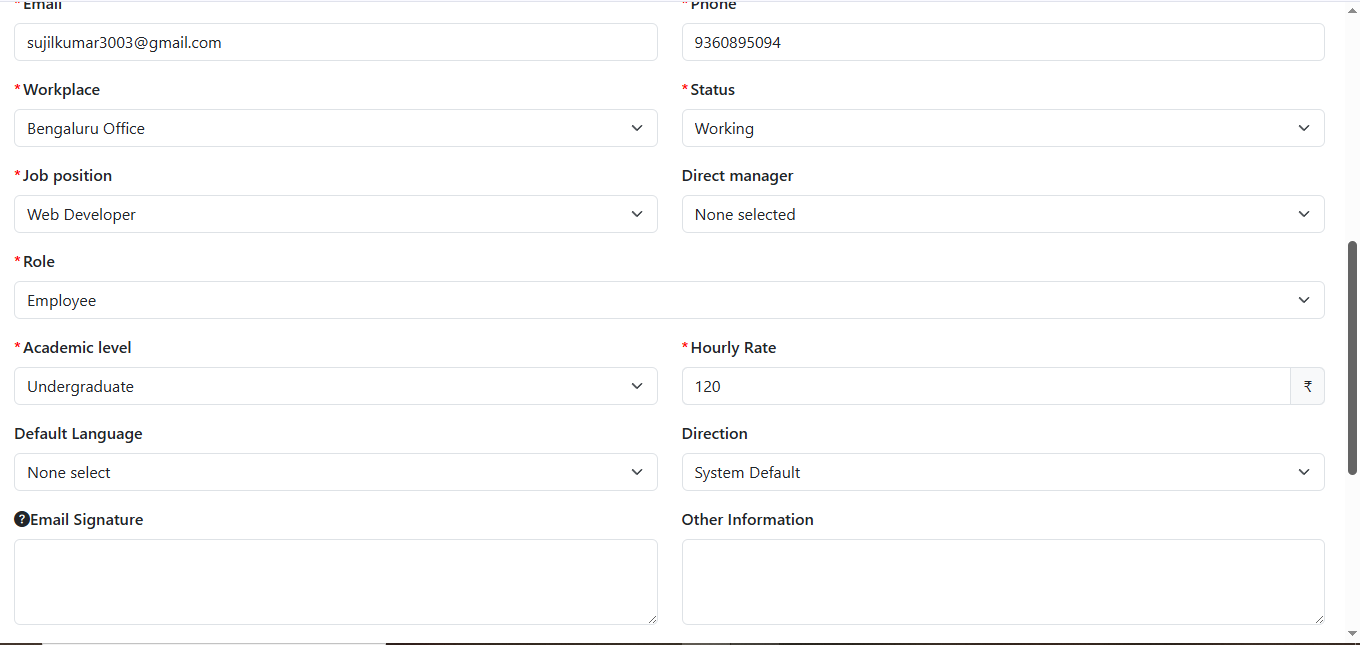 *Email *Phone
sujilkumar3003@gmail.com 9360895094
*Workplace *Status
Bengaluru Office Working
*Job position Direct manager
Web Developer None selected
*Role
Employee
*Academic level *Hourly Rate
Undergraduate 120 ₹
Default Language Direction
None select System Default
?Email Signature Other Information